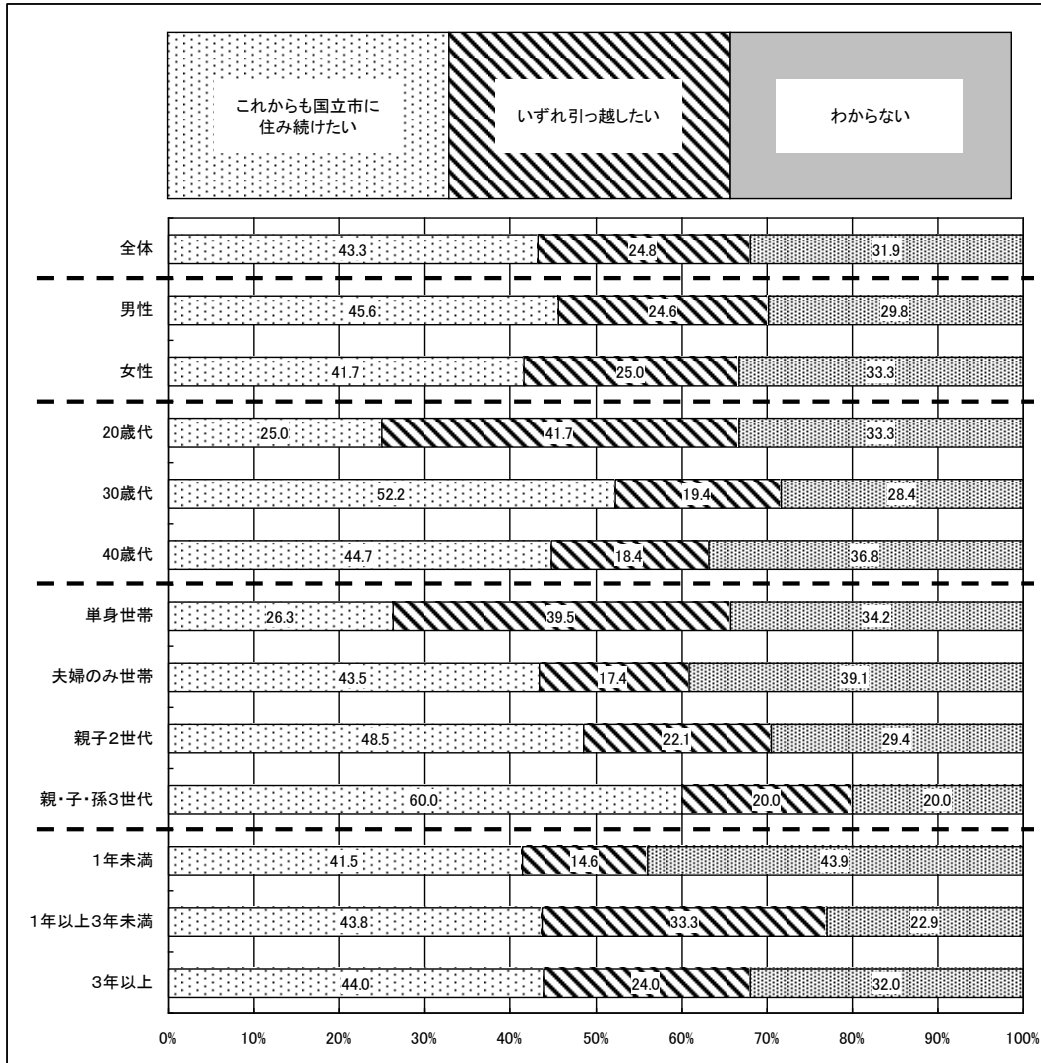 これからも国立市に
住み続けたい
いずれ引っ越したい
わからない
全体
43.3
24.8
31.9
男性
45.6
24.6
29.8
女性
41.7
25.0
33.3
20歳代
25.0
41.7
33.3
30歳代
52.2
19.4
28.4
40歳代
44.7
18.4
36.8
単身世帯
26.3
39.5
34.2
夫婦のみ世帯
43.5
17.4
39.1
親子２世代
48.5
22.1
29.4
親・子・孫３世代
60.0
20.0
20.0
１年未満
41.5
14.6
43.9
１年以上３年未満
43.8
33.3
22.9
３年以上
44.0
24.0
32.0
0%
10%
20%
30%
40%
50%
60%
70%
80%
90%
100%